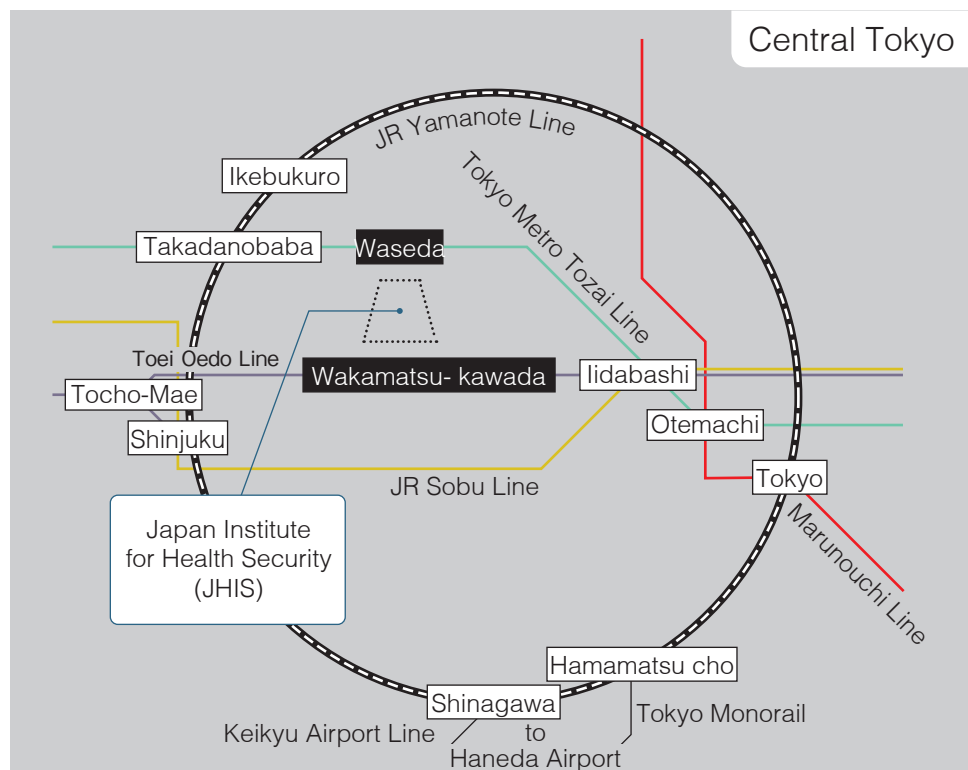 Central Tokyo
JR Yamanote Line
Ikebukuro
Tokyo Metro Tozai Line
Takadanobaba
Waseda
Toei Oedo Line
Wakamatsu- kawada
Iidabashi
Tocho-Mae
Otemachi
Shinjuku
JR Sobu Line
Tokyo
Marunouchi Line
Japan Institute
for Health Security
(JHIS)
Hamamatsu cho
Shinagawa
Tokyo Monorail
Keikyu Airport Line
to
Haneda Airport